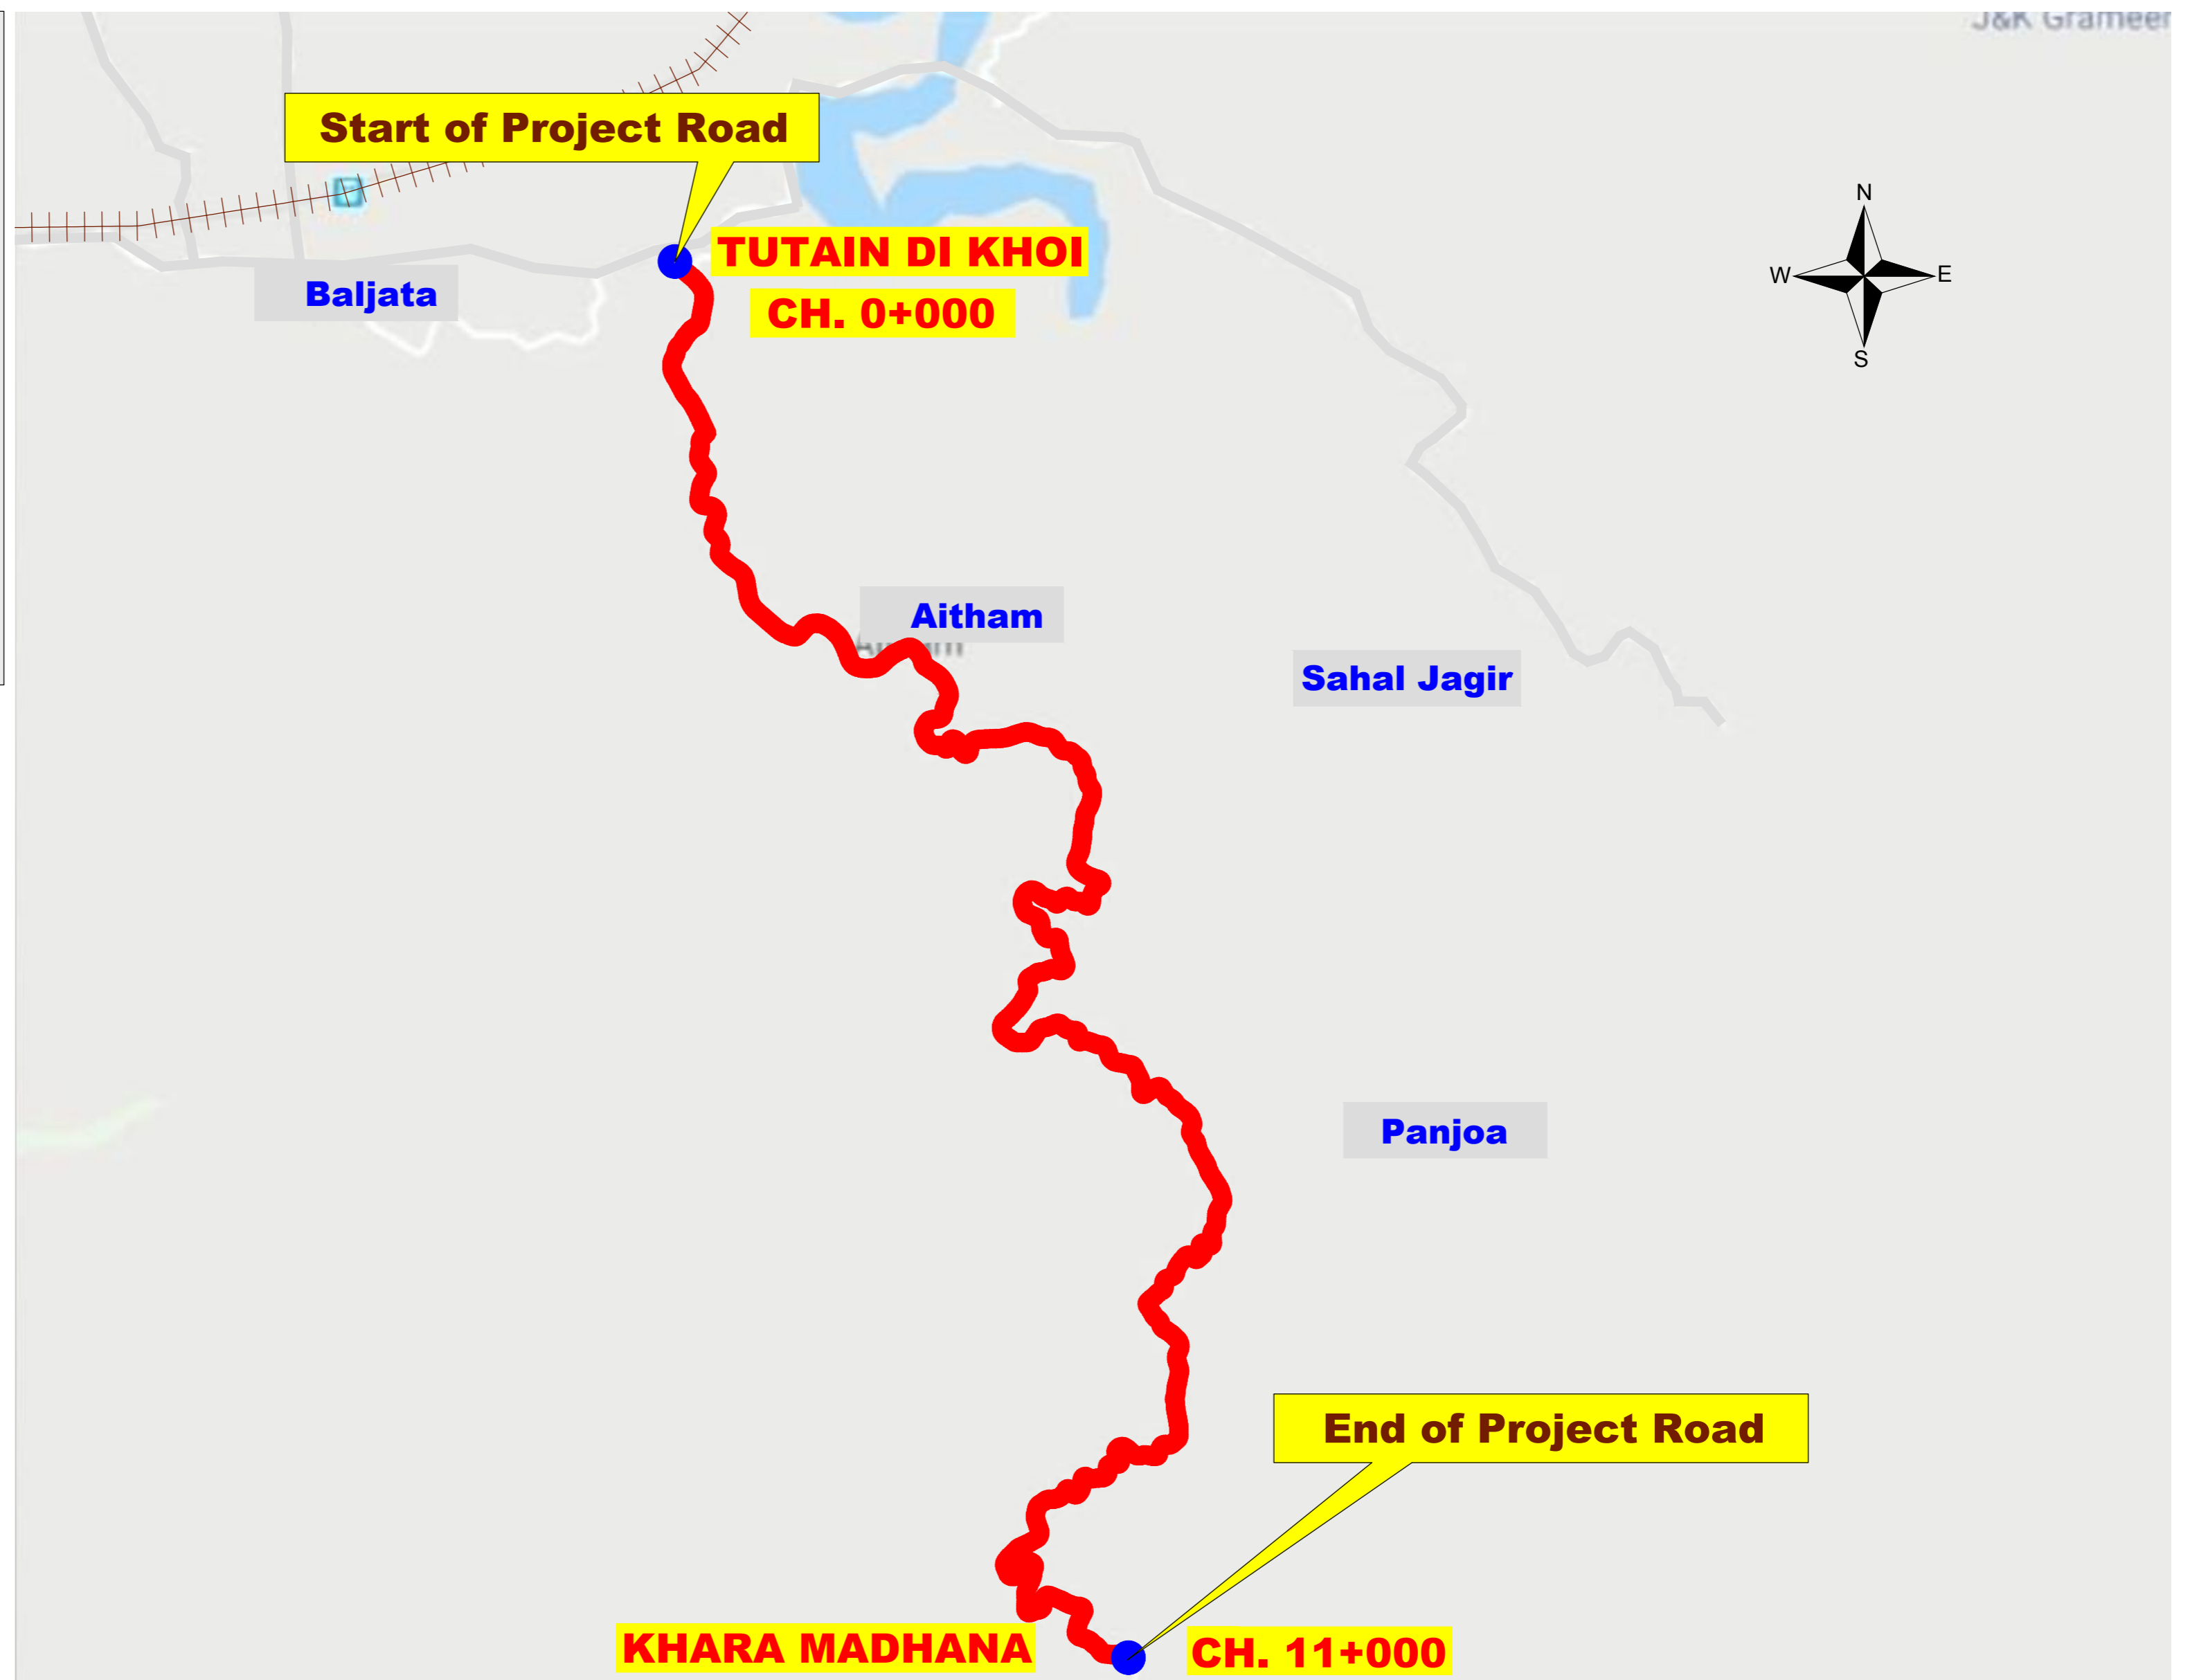 J&K Grameen
Start of Project Road
N
W
E
S
TUTAIN DI KHOI
CH. 0+000
Baljata
Aitham
Sahal Jagir
Panjoa
End of Project Road
KHARA MADHANA
CH. 11+000